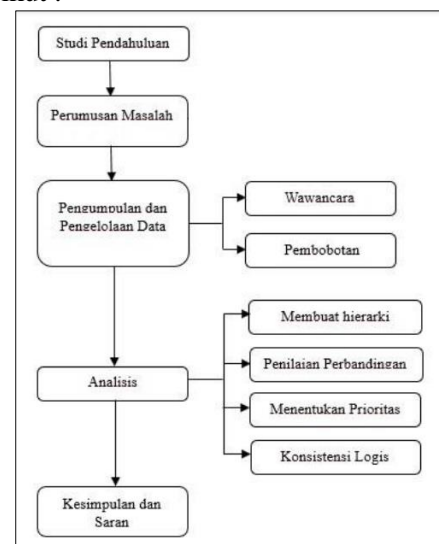 Studi Pendahuluan
Perumusan Masalah
Pengumpulan dan
Pengelolaan Data
Wawancara
Pembobotan
Membuat hierarki
Penilaian Perbandingan
Analisis
Menentukan Prioritas
Konsistensi Logis
Kesimpulan dan
Saran